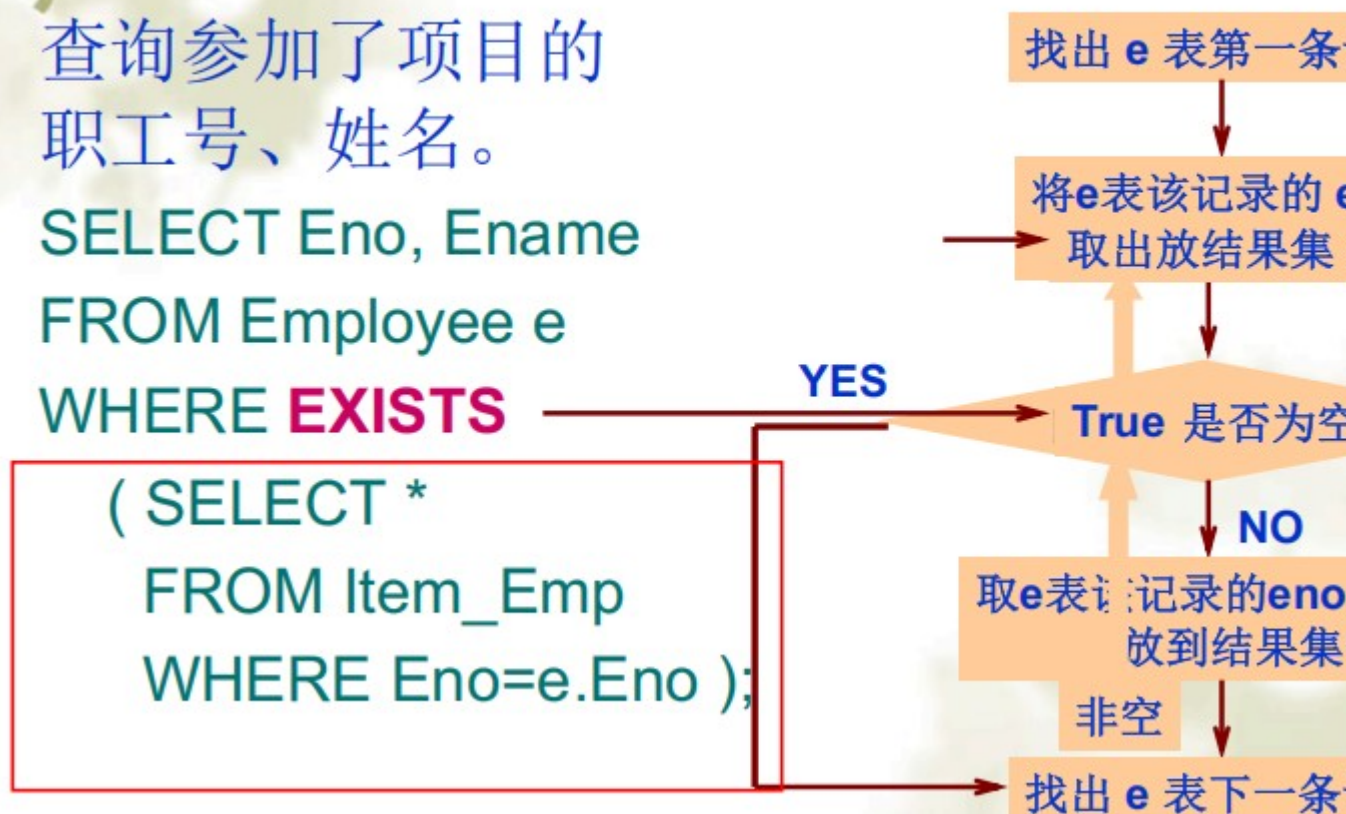 查询参加了项目的
职工号、姓名。
SELECT Eno, Ename
FROM Employee e
WHERE EXISTS
( SELECT *
FROM Item_Emp
WHERE Eno=e.Eno );
找出 e 表第一条
将e表该记录的 e
取出放结果集
YES
True 是否为空
NO
取e表 记录的eno
放到结果集
非空
找出 e 表下一条